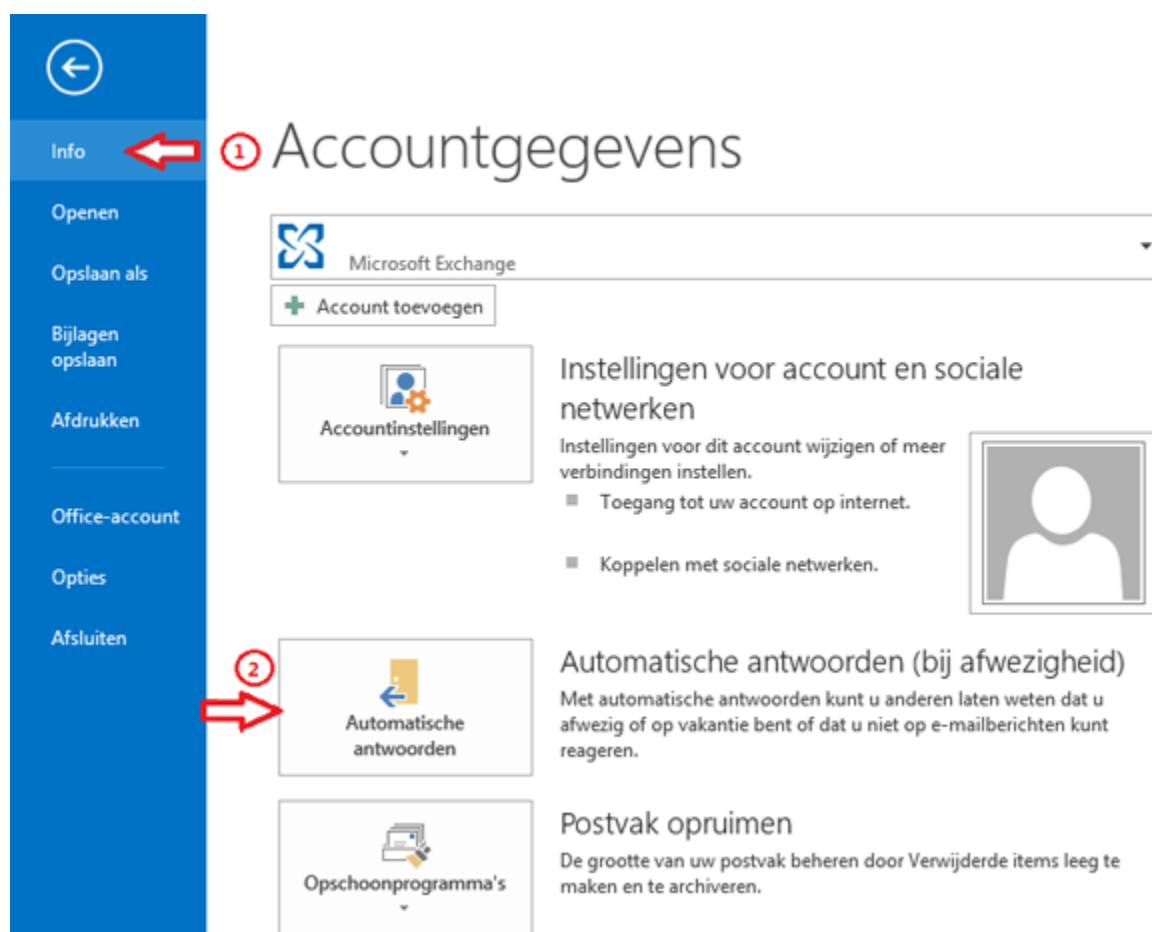 Info
1
Accountgegevens
Openen
Opslaan als
Bijlagen
opslaan
Afdrukken
Office-account
Opties
Afsluiten
Microsoft Exchange
Account toevoegen
Accountinstellingen
Instellingen voor account en sociale
netwerken
Instellingen voor dit account wijzigen of meer
verbindingen instellen.
Toegang tot uw account op internet.
Koppelen met sociale netwerken.
2
Automatische
antwoorden
Automatische antwoorden (bij afwezigheid)
Met automatische antwoorden kunt u anderen laten weten dat u
afwezig of op vakantie bent of dat u niet op e-mailberichten kunt
reageren.
Opschoonprogramma's
Postvak opruimen
De grootte van uw postvak beheren door Verwijderde items leeg te
maken en te archiveren.